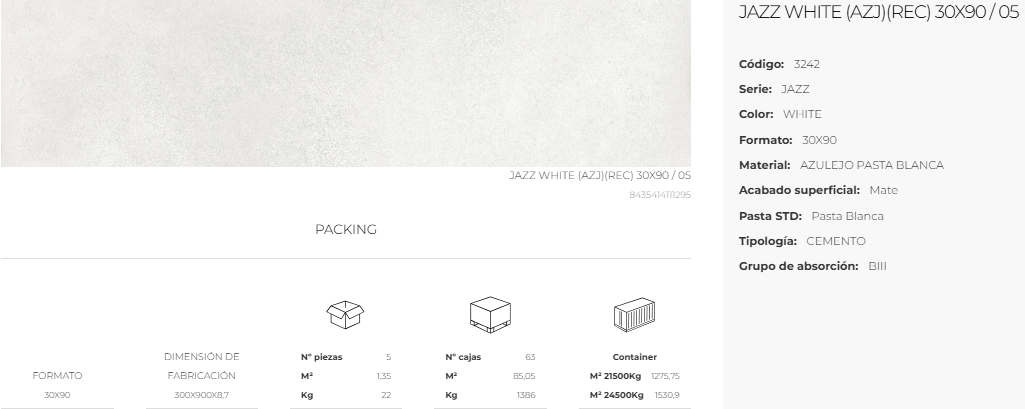 JAZZ WHITE (AZJ)(REC) 30X90 / 05
Código: 3242
Serie: JAZZ
Color: WHITE
Formato: 30X90
Material: AZULEJO PASTA BLANCA
Acabado superficial: Mate
Pasta STD: Pasta Blanca
Tipología: CEMENTO
Grupo de absorción: BIII
JAZZ WHITE (AZJ)(REC) 30X90 / 05
8435414111295
PACKING
FORMATO
30X90
DIMENSIÓN DE
FABRICACIÓN
300X900X8,7
Nº piezas 5
M² 1,35
Kg 22
Nº cajas 63
M² 85,05
Kg 1386
Container
M² 21500Kg 1275,75
M² 24500Kg 1530,9